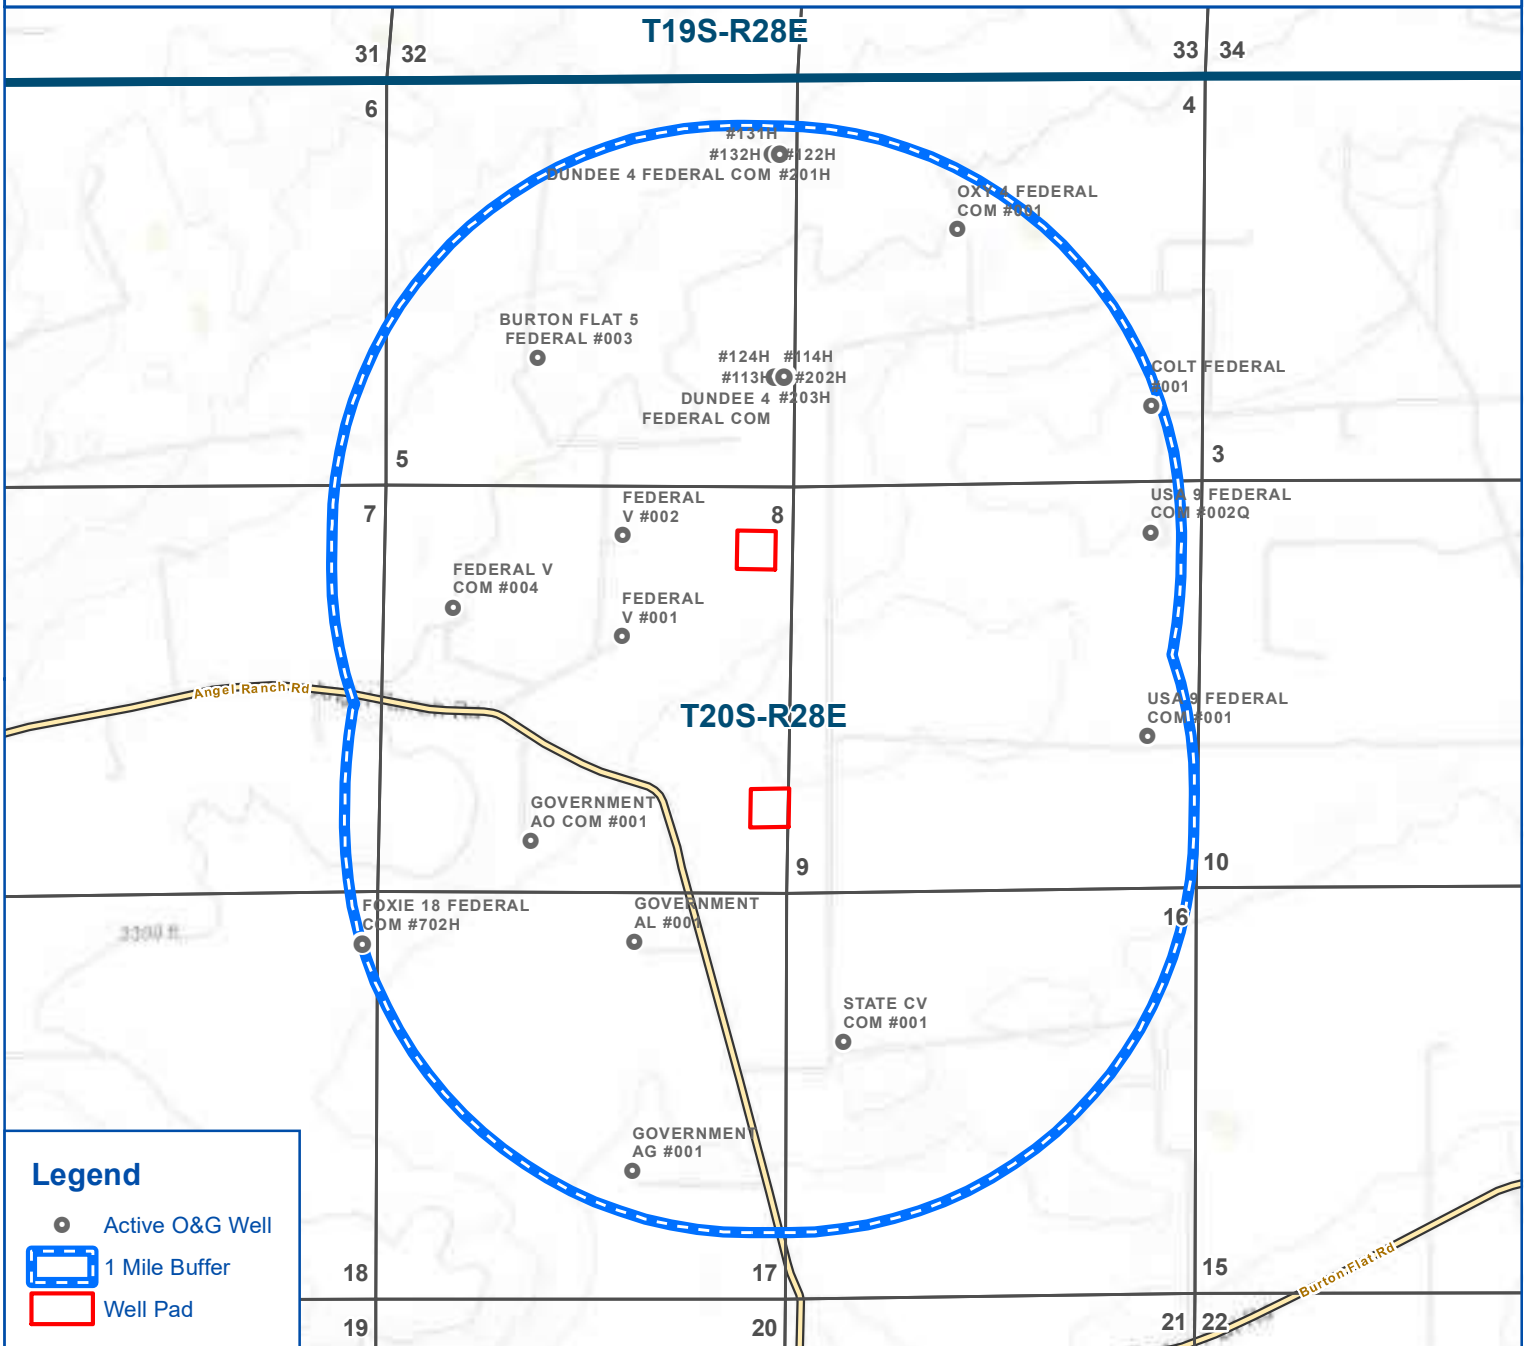 T19S-R28E
31 32
33 34
6
4
#131H
#132H #122H
DUNDEE 4 FEDERAL COM #201H
OXY 4 FEDERAL
COM #001
BURTON FLAT 5
FEDERAL #003
#124H #114H
#113H #202H
DUNDEE 4 #203H
FEDERAL COM
COLT FEDERAL
#001
5
3
7
8
FEDERAL
V #002
USA 9 FEDERAL
COM #002Q
FEDERAL V
COM #004
FEDERAL
V #001
Angel Ranch Rd
T20S-R28E
USA 9 FEDERAL
COM #001
GOVERNMENT
AO COM #001
9
10
FOXIE 18 FEDERAL
COM #702H
GOVERNMENT
AL #001
16
3300 ft
STATE CV
COM #001
GOVERNMENT
AG #001
Legend
Active O&G Well
1 Mile Buffer
Well Pad
18
17
15
Burton Flat Rd
19
20
21 22